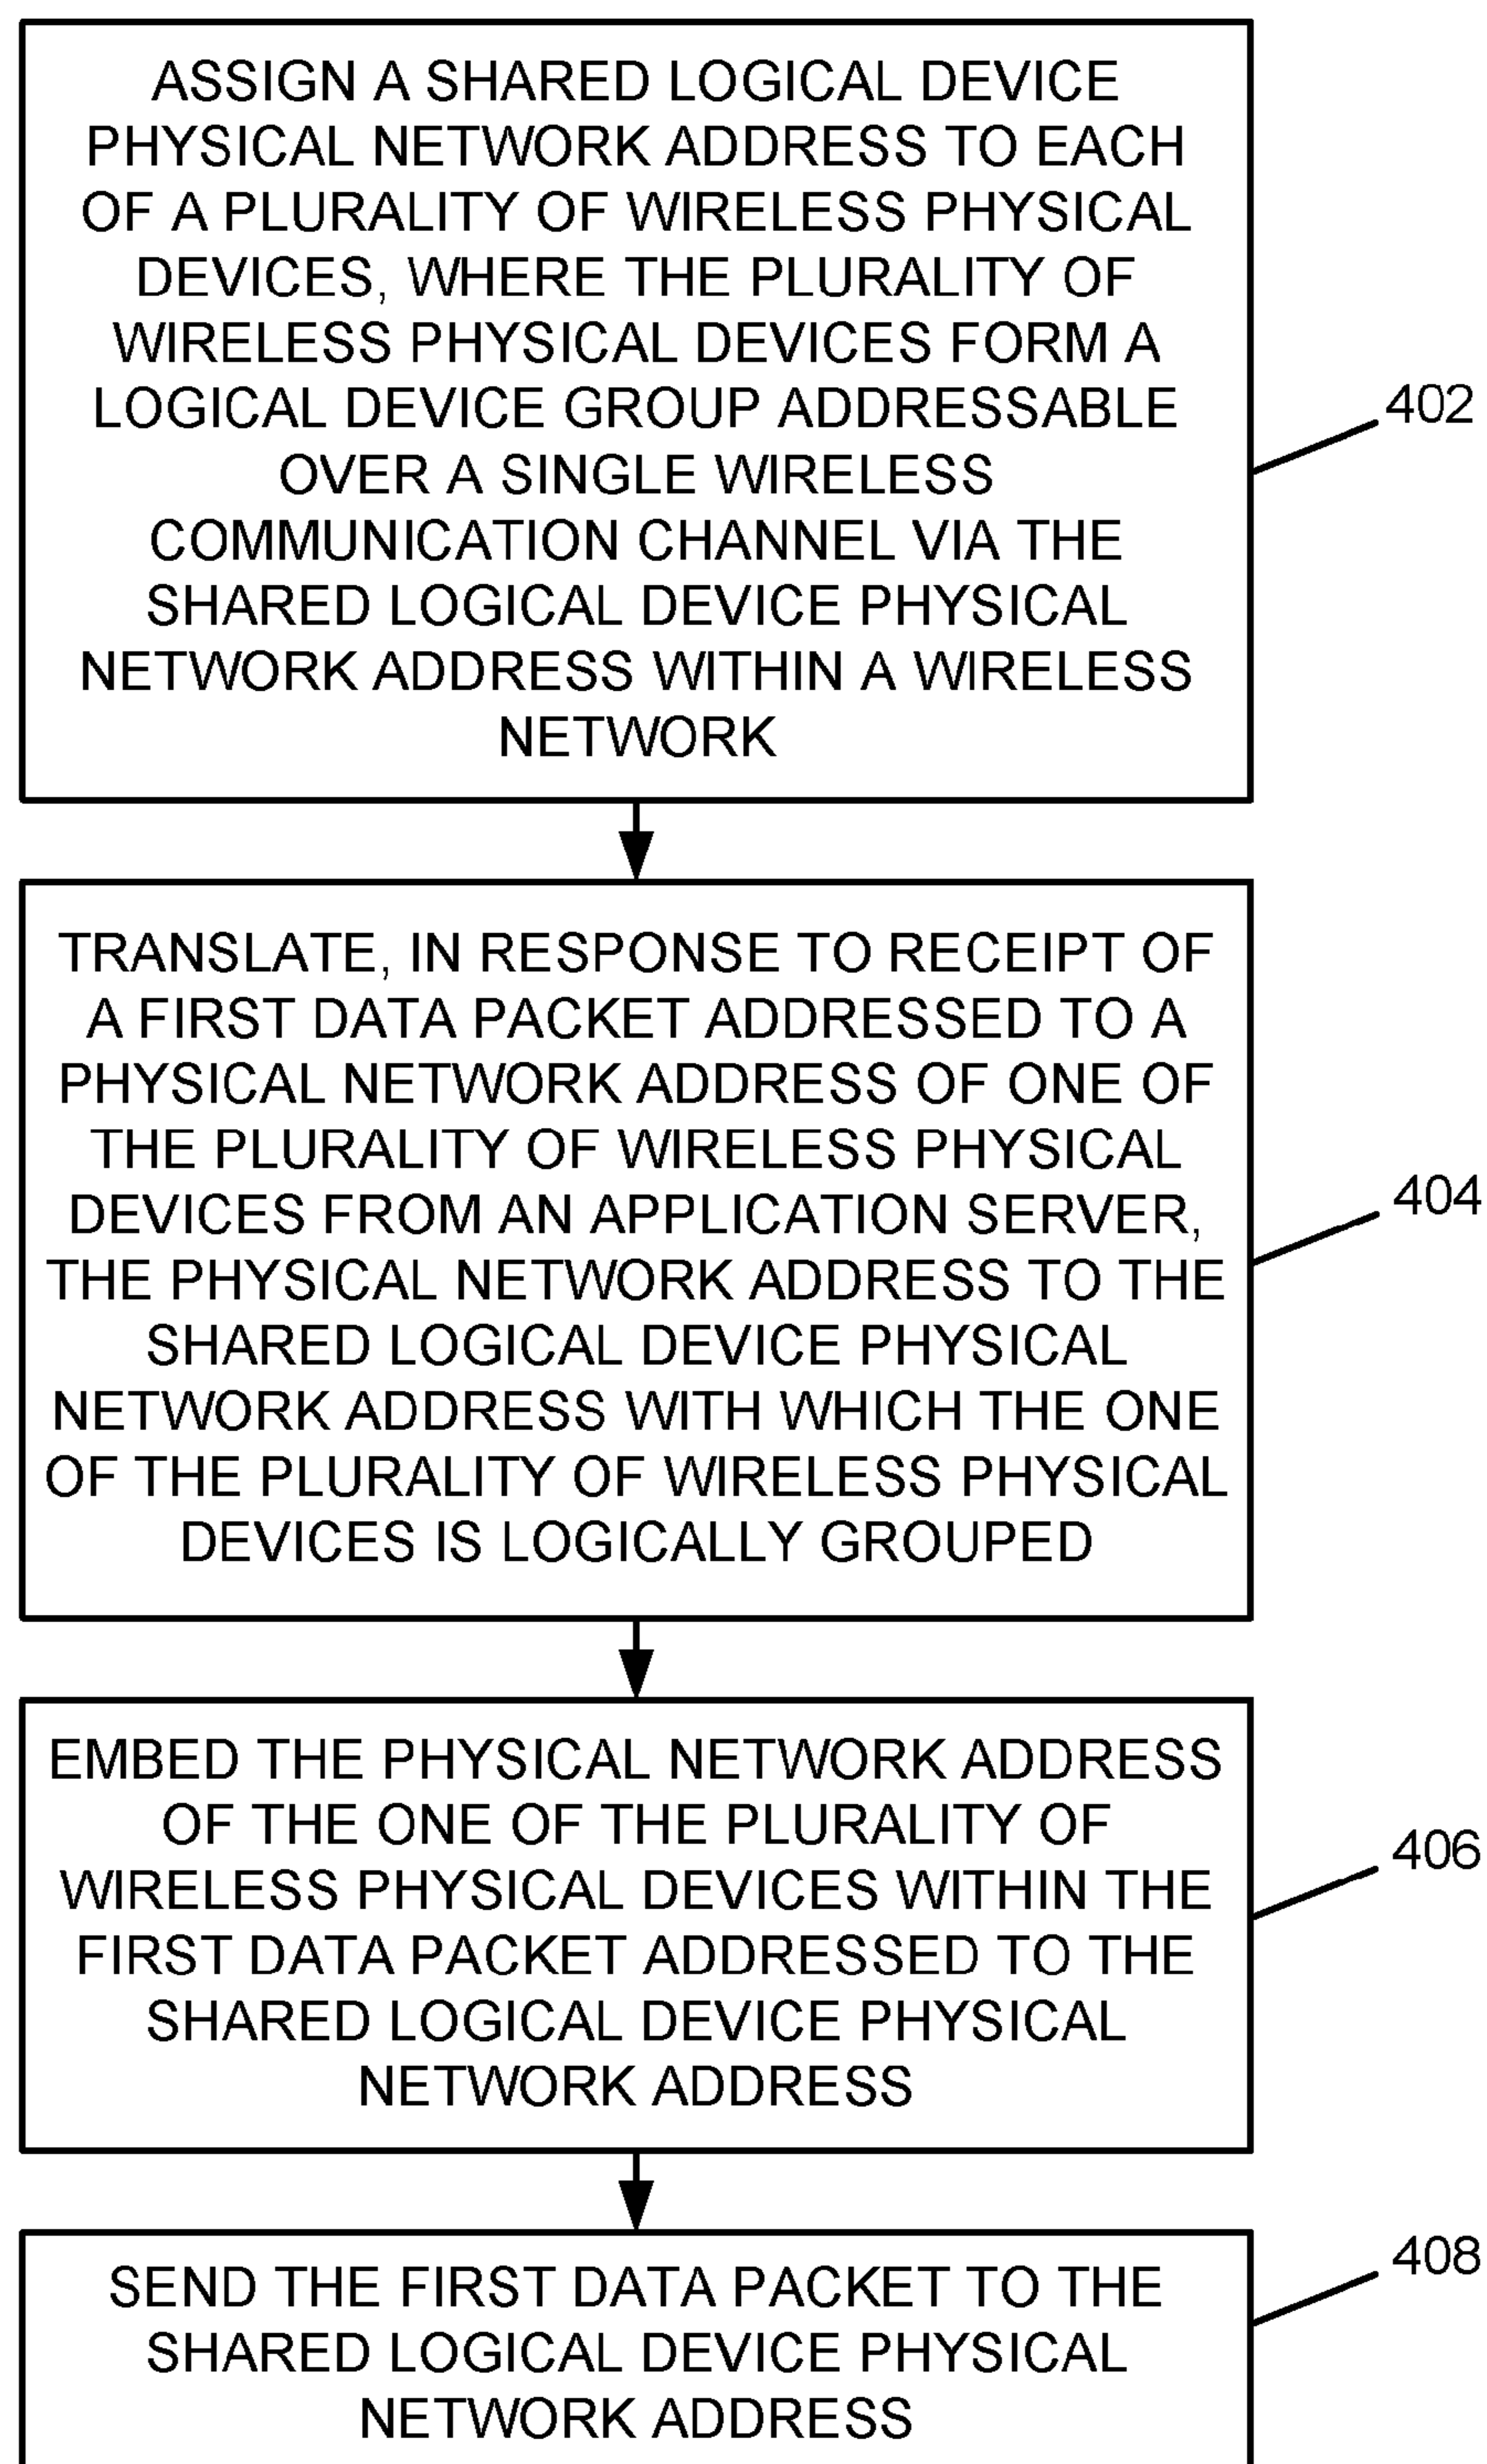 ASSIGN A SHARED LOGICAL DEVICE
PHYSICAL NETWORK ADDRESS TO EACH
OF A PLURALITY OF WIRELESS PHYSICAL
DEVICES, WHERE THE PLURALITY OF
WIRELESS PHYSICAL DEVICES FORM A
LOGICAL DEVICE GROUP ADDRESSABLE
OVER A SINGLE WIRELESS
COMMUNICATION CHANNEL VIA THE
SHARED LOGICAL DEVICE PHYSICAL
NETWORK ADDRESS WITHIN A WIRELESS
NETWORK
402
TRANSLATE, IN RESPONSE TO RECEIPT OF
A FIRST DATA PACKET ADDRESSED TO A
PHYSICAL NETWORK ADDRESS OF ONE OF
THE PLURALITY OF WIRELESS PHYSICAL
DEVICES FROM AN APPLICATION SERVER,
THE PHYSICAL NETWORK ADDRESS TO THE
SHARED LOGICAL DEVICE PHYSICAL
NETWORK ADDRESS WITH WHICH THE ONE
OF THE PLURALITY OF WIRELESS PHYSICAL
DEVICES IS LOGICALLY GROUPED
404
EMBED THE PHYSICAL NETWORK ADDRESS
OF THE ONE OF THE PLURALITY OF
WIRELESS PHYSICAL DEVICES WITHIN THE
FIRST DATA PACKET ADDRESSED TO THE
SHARED LOGICAL DEVICE PHYSICAL
NETWORK ADDRESS
406
SEND THE FIRST DATA PACKET TO THE
SHARED LOGICAL DEVICE PHYSICAL
NETWORK ADDRESS
408